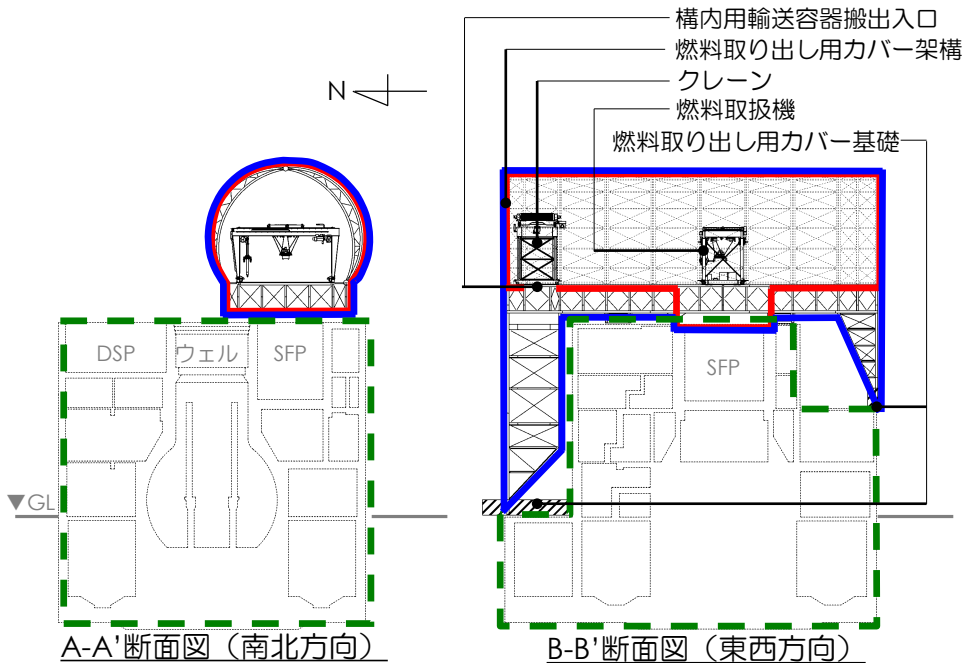 構内用輸送容器搬出入口
燃料取り出し用カバー架構
クレーン
燃料取扱機
燃料取り出し用カバー基礎
N
DSP
ウェル
SFP
SFP
▼GL
A-A'断面図（南北方向）
B-B'断面図（東西方向）